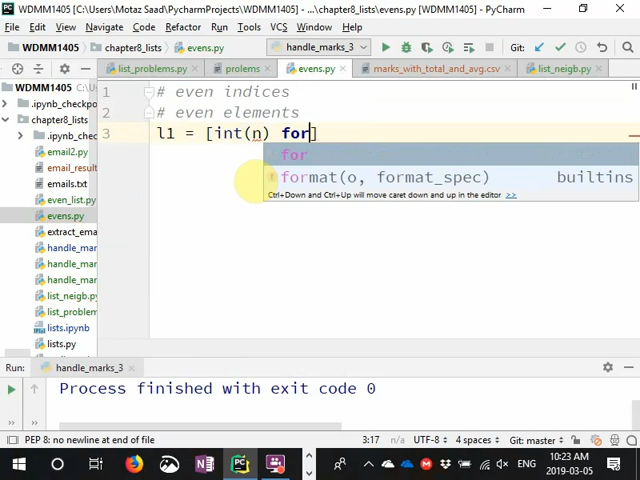 WDMM1405 [C:\Users\Motaz Saad\PycharmProjects\WDMM1405] - ...\chapter8_lists\evens.py [WDMM1405] - PyCharm
File Edit View Navigate Code Refactor Run Tools VCS Window Help
WDMM1405 chapter8_lists evens.py handle_marks_3 Git:
list_problems.py prolems evens.py marks_with_total_and_avg.csv list_neigb.py
WDMM1405 C:\U
.ipynb_checkp
chapter8_lists
.ipynb_check
email2.py
email_result
emails.txt
even_list.py
evens.py
extract_ema
handle_mark
handle_mark
handle_mark
list_neigb.py
list_problem
lists.ipynb
lists.py
1 # even indices
2 # even elements
3 l1 = [int(n) for]
for
format(o, format_spec) builtins
Ctrl+Down and Ctrl+Up will move caret down and up in the editor >>
Run: handle_marks_3
Process finished with exit code 0
PEP 8: no newline at end of file 3:17 n/a UTF-8 4 spaces Git: master
ENG 10:23 AM 2019-03-05